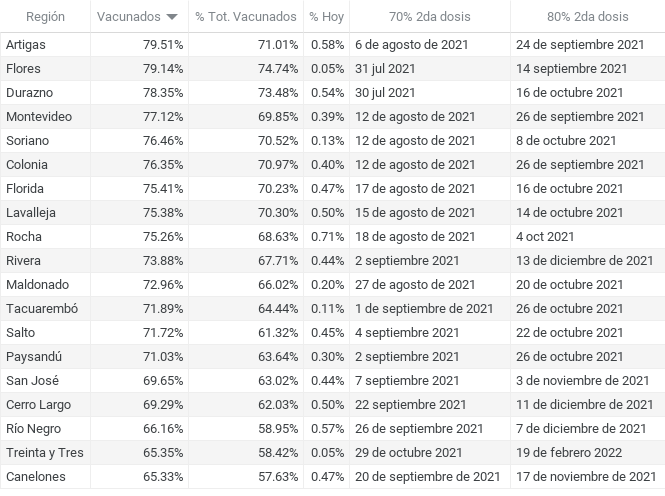 Región Vacunados % Tot. Vacunados % Hoy 70% 2da dosis 80% 2da dosis
Artigas 79.51% 71.01% 0.58% 6 de agosto de 2021 24 de septiembre 2021
Flores 79.14% 74.74% 0.05% 31 jul 2021 14 septiembre 2021
Durazno 78.35% 73.48% 0.54% 30 jul 2021 16 de octubre 2021
Montevideo 77.12% 69.85% 0.39% 12 de agosto de 2021 26 de septiembre 2021
Soriano 76.46% 70.52% 0.13% 12 de agosto de 2021 8 de octubre 2021
Colonia 76.35% 70.97% 0.40% 12 de agosto de 2021 26 de septiembre 2021
Florida 75.41% 70.23% 0.47% 17 de agosto de 2021 16 de octubre 2021
Lavalleja 75.38% 70.30% 0.50% 15 de agosto de 2021 14 de octubre 2021
Rocha 75.26% 68.63% 0.71% 18 de agosto de 2021 4 oct 2021
Rivera 73.88% 67.71% 0.44% 2 septiembre 2021 13 de diciembre de 2021
Maldonado 72.96% 66.02% 0.20% 27 de agosto de 2021 20 de octubre 2021
Tacuarembó 71.89% 64.44% 0.11% 1 de septiembre de 2021 26 de octubre 2021
Salto 71.72% 61.32% 0.45% 4 septiembre 2021 22 de octubre 2021
Paysandú 71.03% 63.64% 0.30% 2 septiembre 2021 26 de octubre 2021
San José 69.65% 63.02% 0.44% 7 septiembre 2021 3 de noviembre de 2021
Cerro Largo 69.29% 62.03% 0.50% 22 septiembre 2021 11 de diciembre de 2021
Río Negro 66.16% 58.95% 0.57% 26 de septiembre 2021 7 de diciembre de 2021
Treinta y Tres 65.35% 58.42% 0.05% 29 de octubre 2021 19 de febrero 2022
Canelones 65.33% 57.63% 0.47% 20 de septiembre de 2021 17 de noviembre de 2021